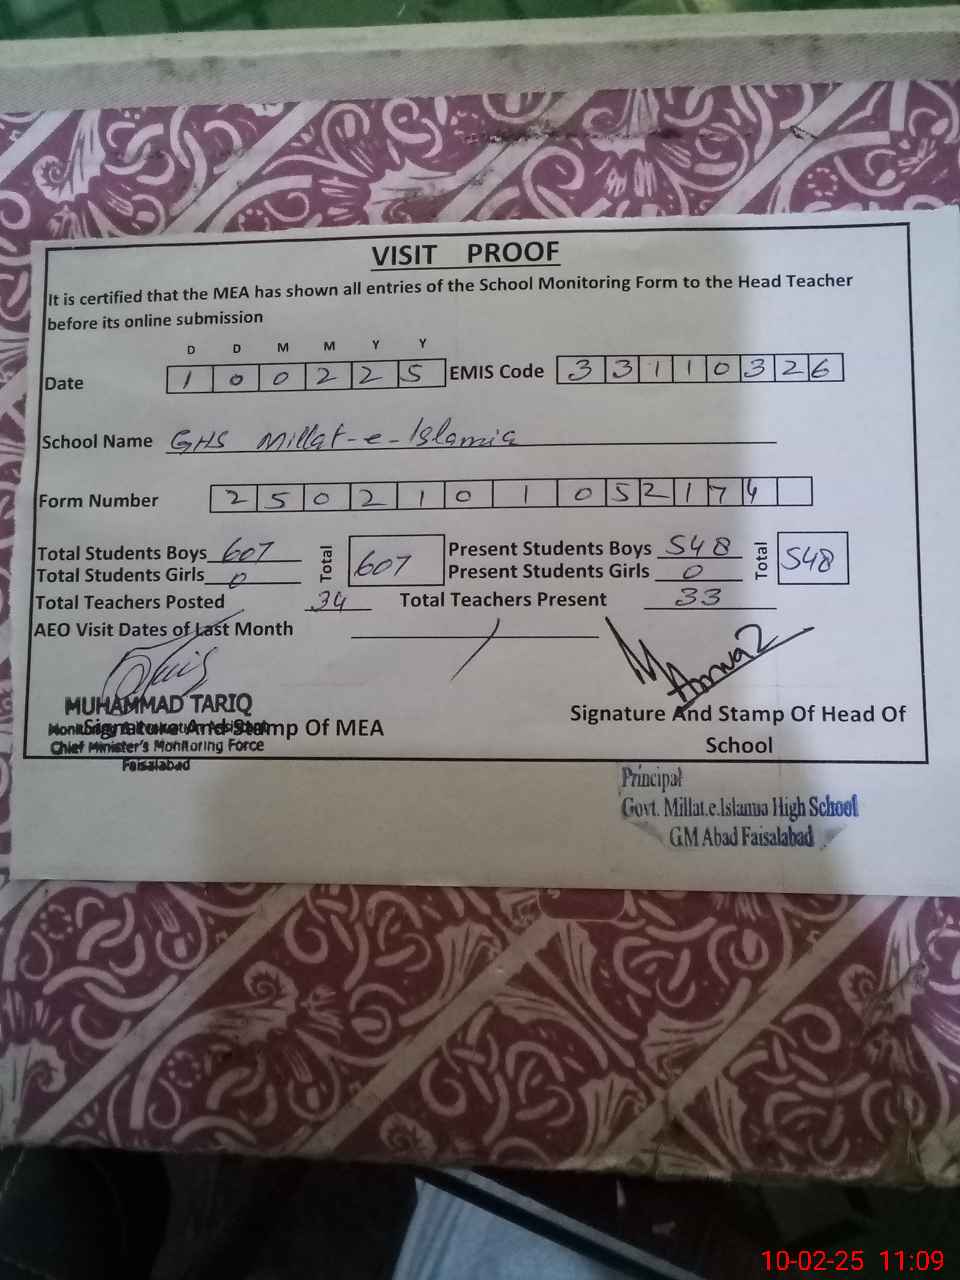 VISIT PROOF
It is certified that the MEA has shown all entries of the School Monitoring Form to the Head Teacher
before its online submission
D D M M Y Y
Date 1 0 0 2 2 5 EMIS Code 3 3 1 1 0 3 2 6
School Name GHS Millat-e-Islamia
Form Number 2 5 0 2 1 0 1 0 5 2 1 7 4
Total Students Boys 607 Total 607 Present Students Boys 548 Total 548
Total Students Girls 0 Present Students Girls 0
Total Teachers Posted 34 Total Teachers Present 33
AEO Visit Dates of Last Month
M Anwar
MUHAMMAD TARIQ
Signature And Stamp Of MEA
Chief Minister's Monitoring Force
Faisalabad
Signature And Stamp Of Head Of
School
Principal
Govt. Millat.e.Islamia High School
GM Abad Faisalabad
10-02-25 11:09